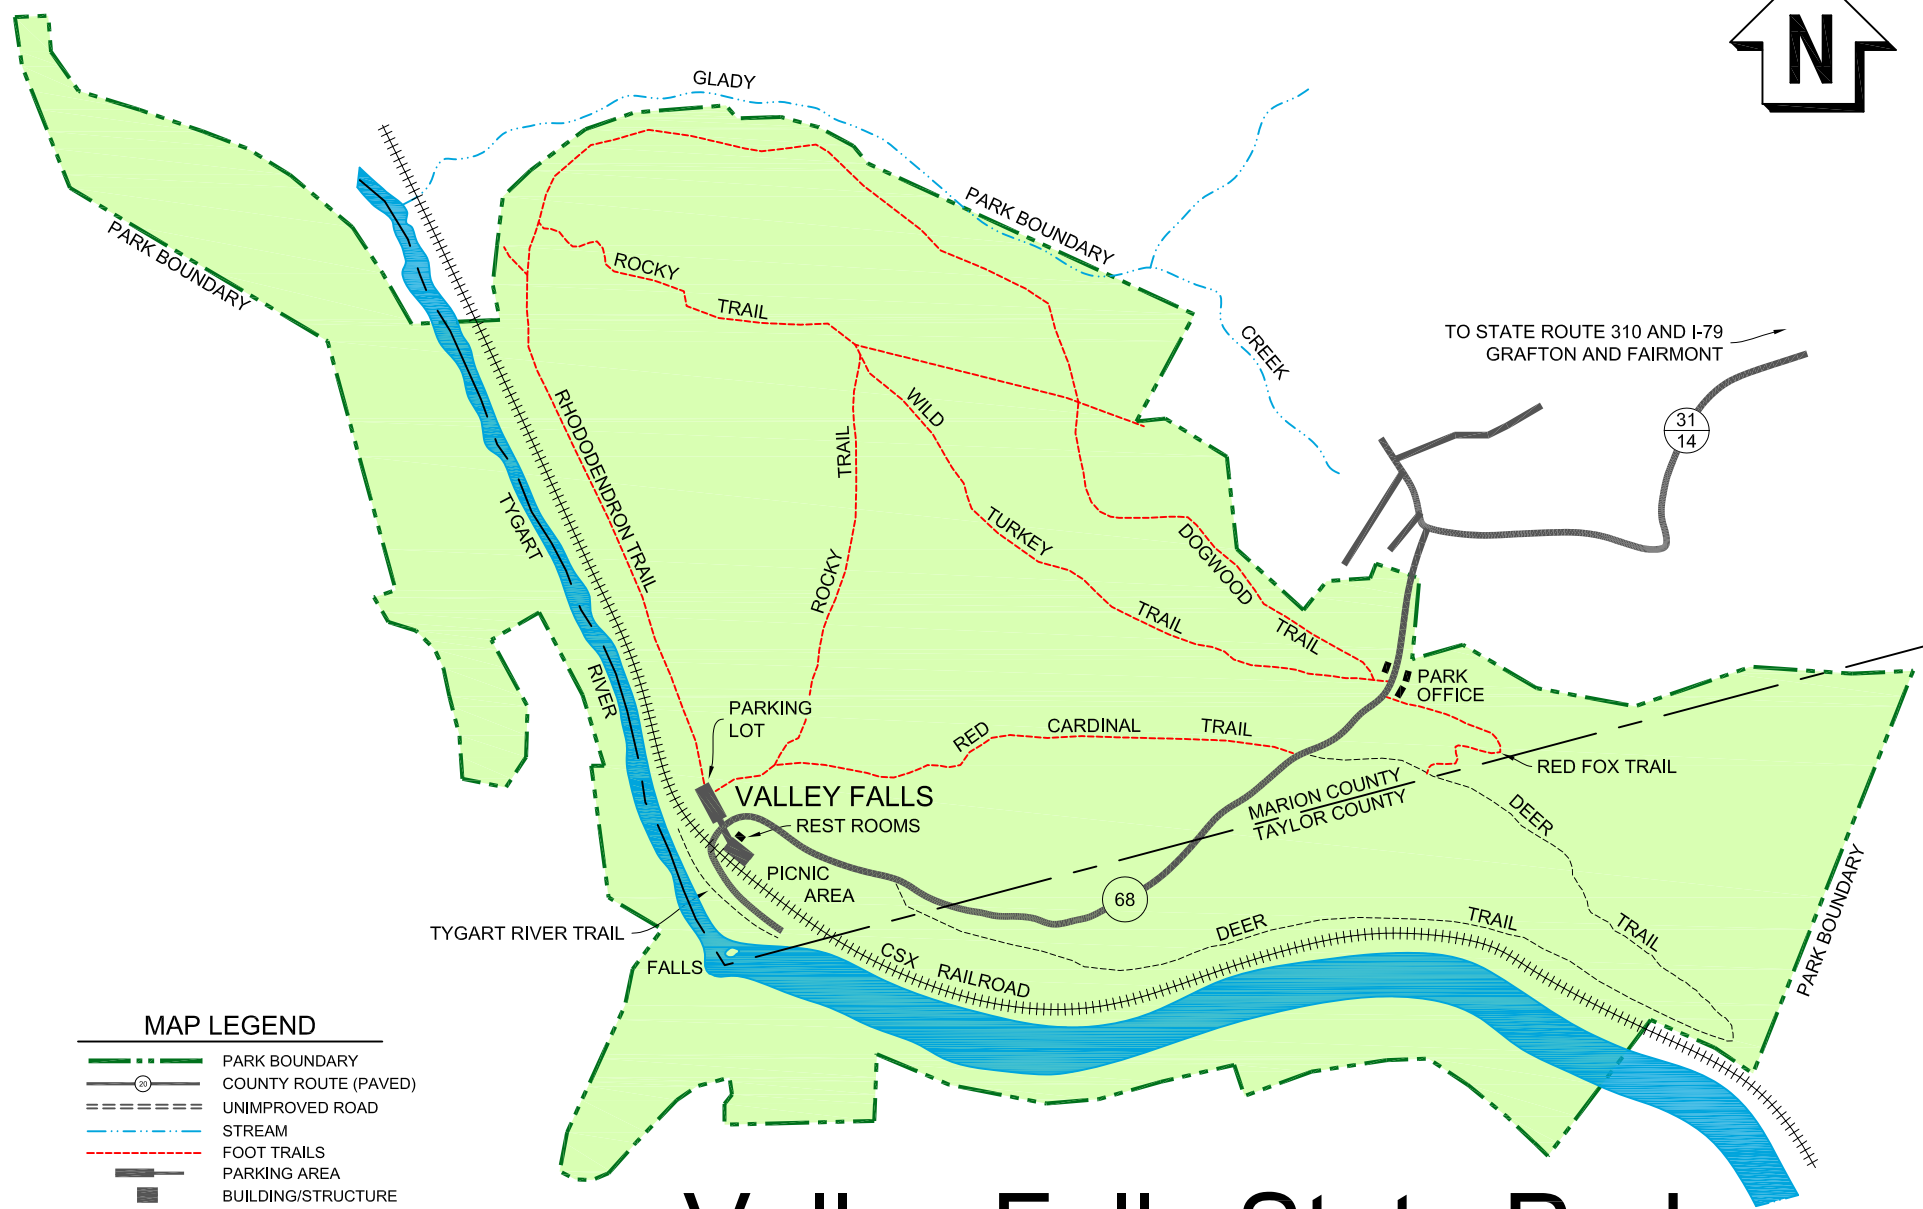 N
GLADY
PARK BOUNDARY
PARK BOUNDARY
ROCKY
TRAIL
CREEK
TO STATE ROUTE 310 AND I-79
GRAFTON AND FAIRMONT
31
14
RHODODENDRON TRAIL
WILD
TURKEY
TRAIL
TRAIL
ROCKY
DOGWOOD
TRAIL
TYGART
RIVER
PARK
OFFICE
PARKING
LOT
RED
CARDINAL
TRAIL
RED FOX TRAIL
VALLEY FALLS
REST ROOMS
MARION COUNTY
TAYLOR COUNTY
DEER
TRAIL
PICNIC
AREA
68
PARK BOUNDARY
TYGART RIVER TRAIL
FALLS
CSX
RAILROAD
DEER
TRAIL
MAP LEGEND
PARK BOUNDARY
20
COUNTY ROUTE (PAVED)
UNIMPROVED ROAD
STREAM
FOOT TRAILS
PARKING AREA
BUILDING/STRUCTURE
Valley Falls State Park